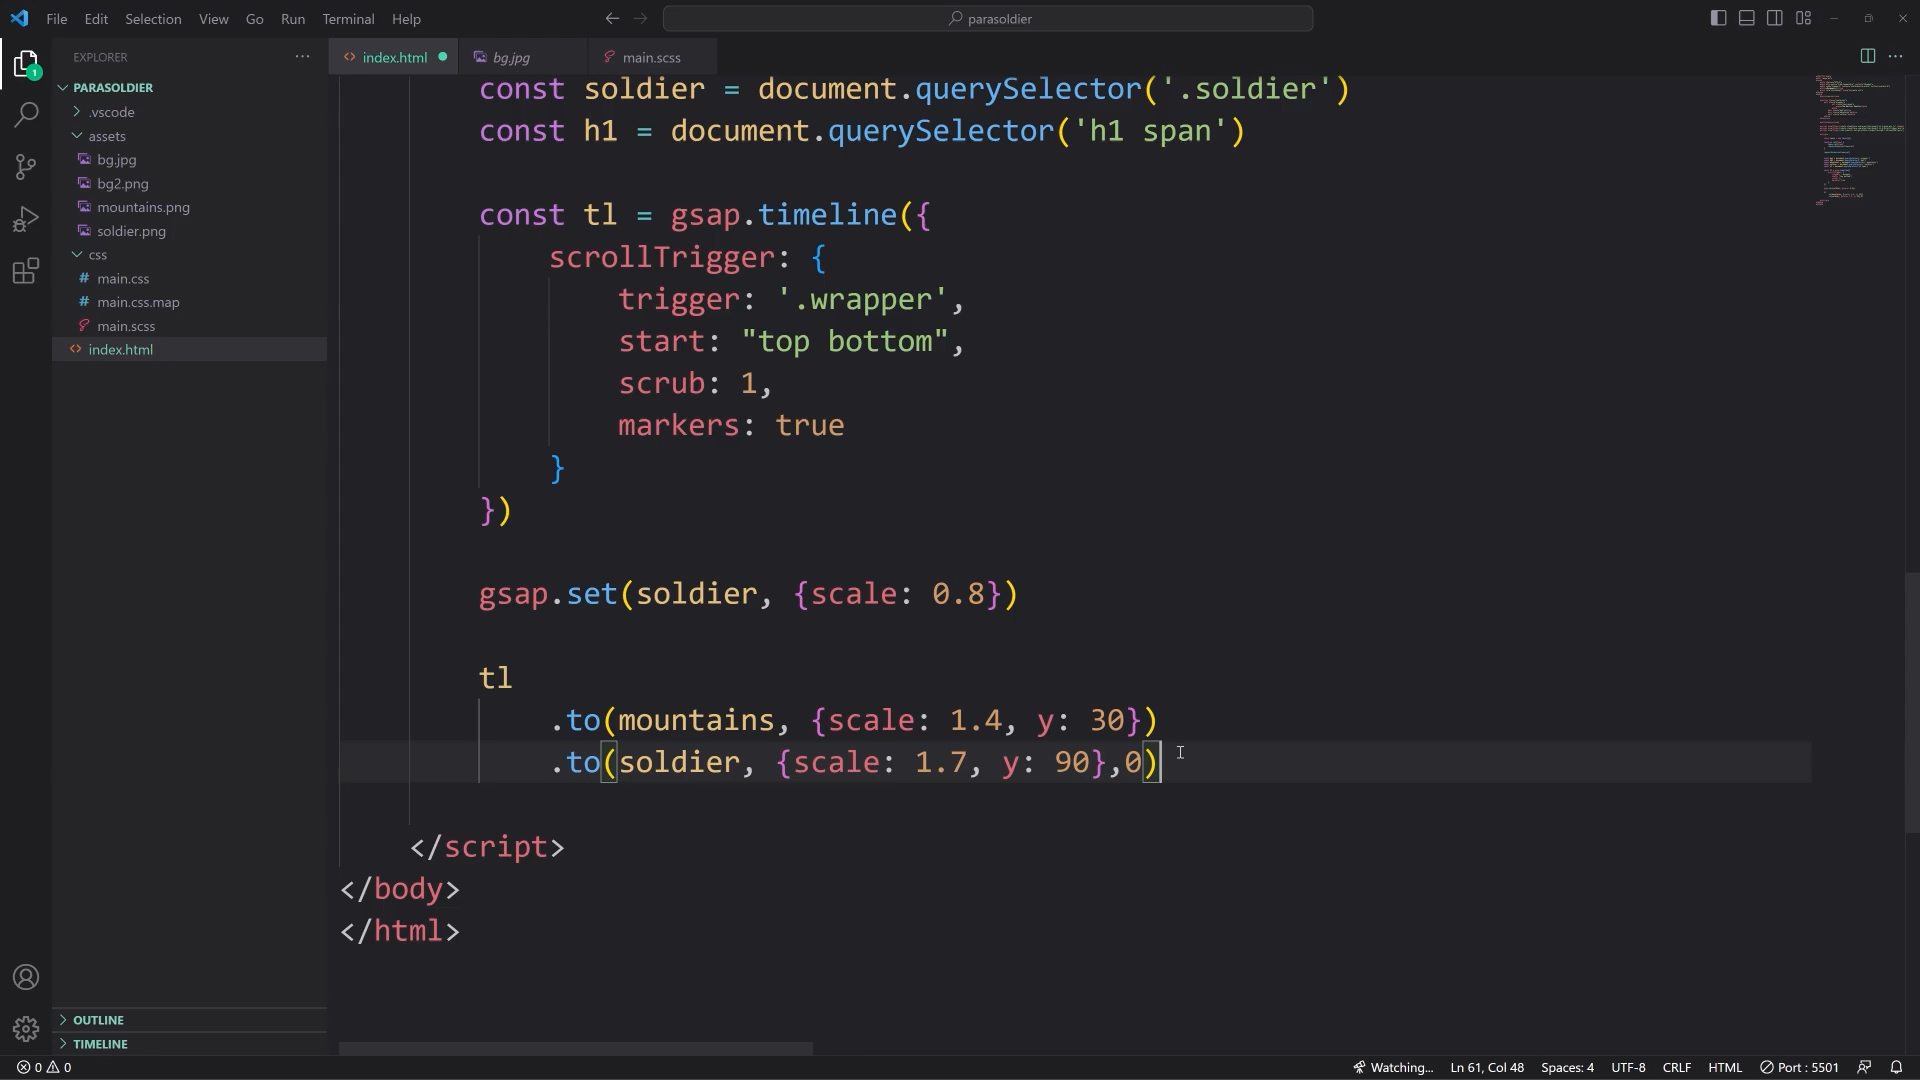 File Edit Selection View Go Run Terminal Help
parasoldier
EXPLORER
PARASOLDIER
.vscode
assets
bg.jpg
bg2.png
mountains.png
soldier.png
css
main.css
main.css.map
main.scss
index.html
OUTLINE
TIMELINE
1
index.html bg.jpg main.scss
const soldier = document.querySelector('.soldier')
const h1 = document.querySelector('h1 span')
const tl = gsap.timeline({
scrollTrigger: {
trigger: '.wrapper',
start: "top bottom",
scrub: 1,
markers: true
}
})
gsap.set(soldier, {scale: 0.8})
tl
.to(mountains, {scale: 1.4, y: 30})
.to(soldier, {scale: 1.7, y: 90},0)
</script>
</body>
</html>
0 0 Watching... Ln 61, Col 48 Spaces: 4 UTF-8 CRLF HTML Port : 5501